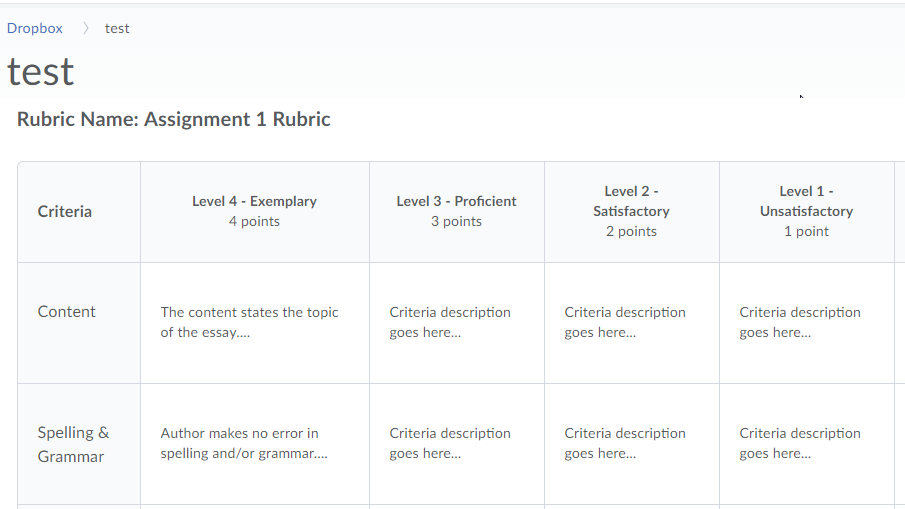 Dropbox > test
test
Rubric Name: Assignment 1 Rubric
Criteria
Level 4 - Exemplary
4 points
Level 3 - Proficient
3 points
Level 2 -
Satisfactory
2 points
Level 1 -
Unsatisfactory
1 point
Content
The content states the topic
of the essay....
Criteria description
goes here...
Criteria description
goes here...
Criteria description
goes here...
Spelling &
Grammar
Author makes no error in
spelling and/or grammar....
Criteria description
goes here...
Criteria description
goes here...
Criteria description
goes here...